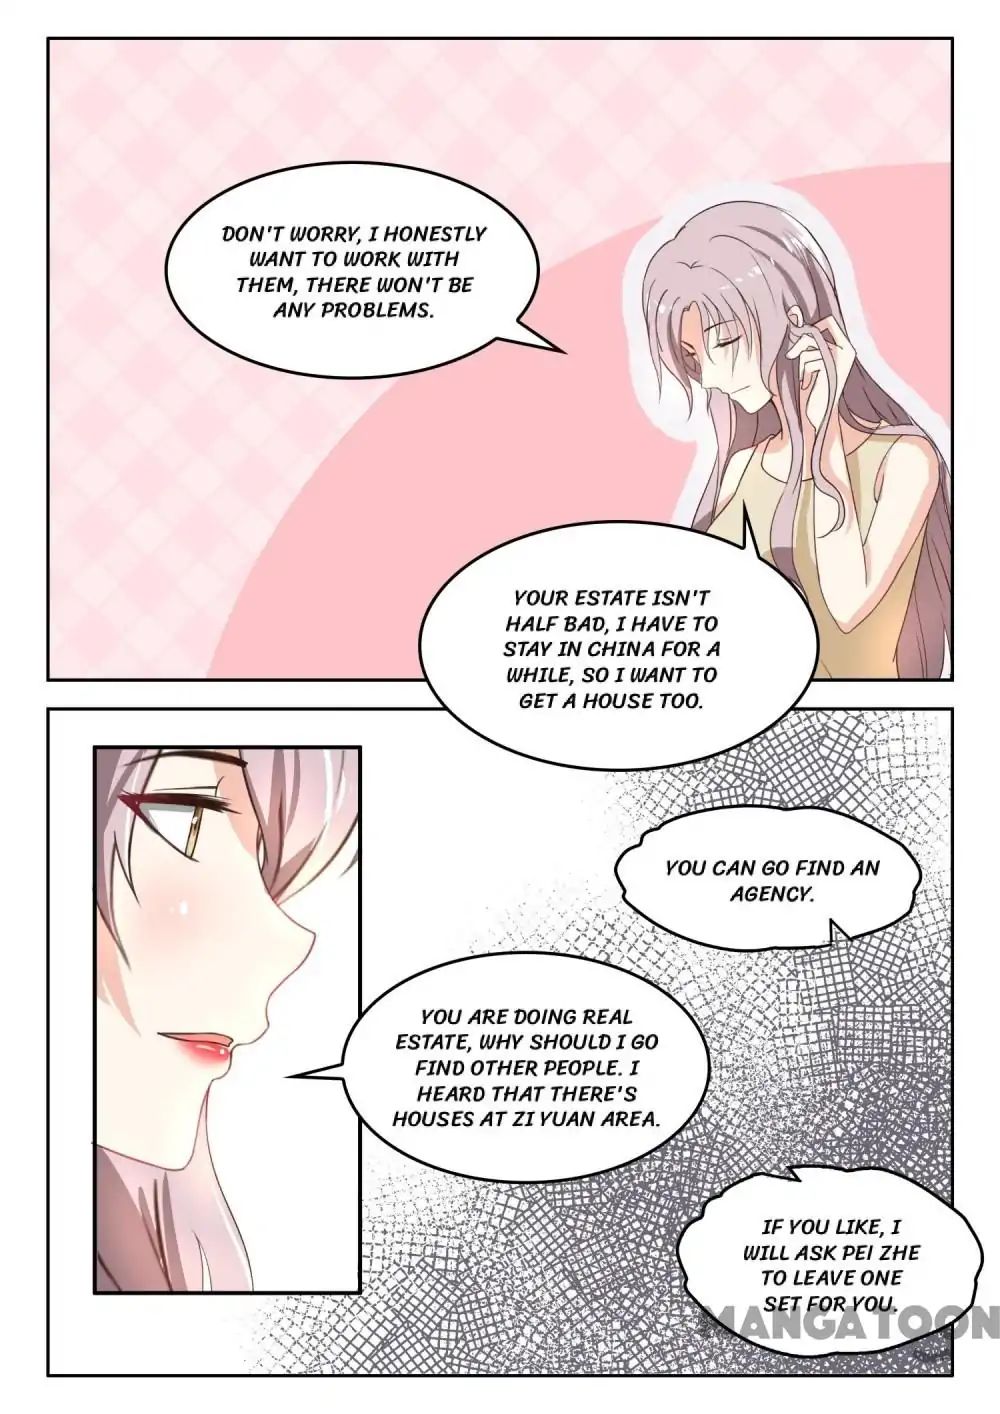 DON'T WORRY, I HONESTLY
WANT TO WORK WITH
THEM, THERE WON'T BE
ANY PROBLEMS.
YOUR ESTATE ISN'T
HALF BAD, I HAVE TO
STAY IN CHINA FOR A
WHILE, SO I WANT TO
GET A HOUSE TOO.
YOU CAN GO FIND AN
AGENCY.
YOU ARE DOING REAL
ESTATE, WHY SHOULD I GO
FIND OTHER PEOPLE. I
HEARD THAT THERE'S
HOUSES AT ZI YUAN AREA.
IF YOU LIKE, I
WILL ASK PEI ZHE
TO LEAVE ONE
SET FOR YOU.
MANGATOON